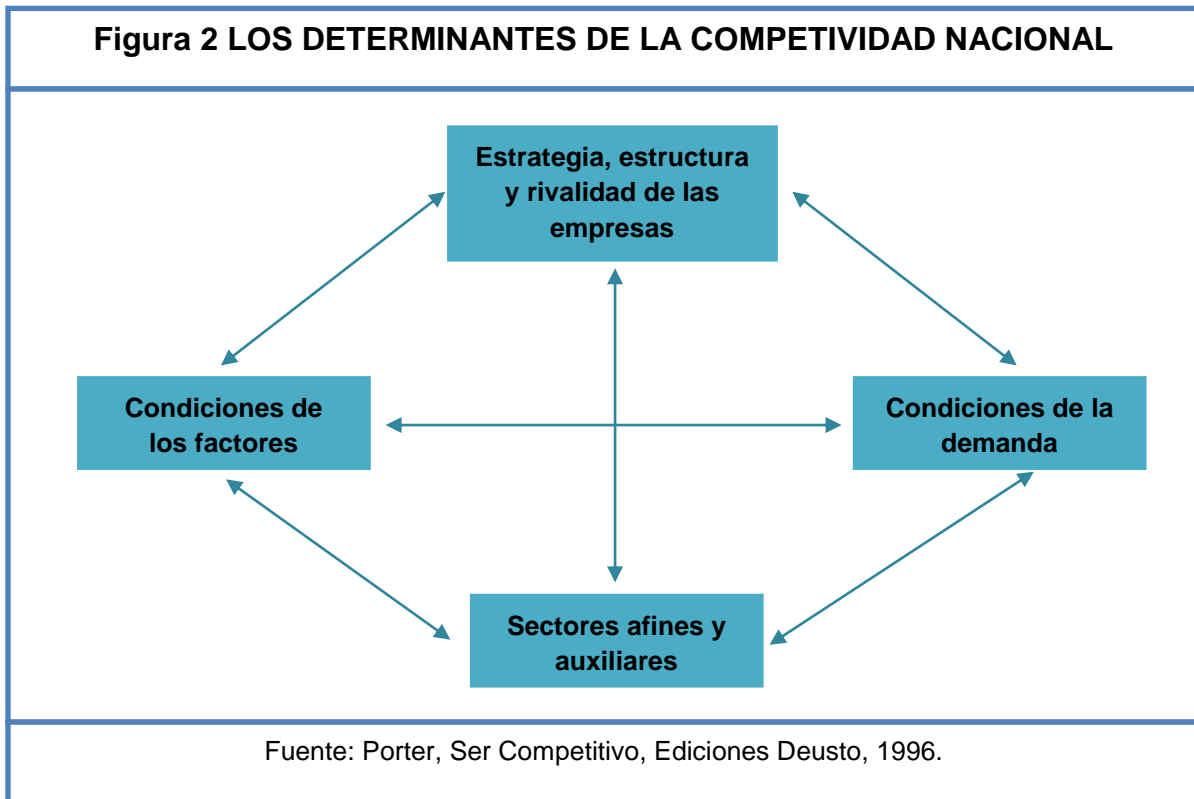 Figura 2 LOS DETERMINANTES DE LA COMPETIVIDAD NACIONAL
Estrategia, estructura
y rivalidad de las
empresas
Condiciones de
los factores
Condiciones de la
demanda
Sectores afines y
auxiliares
Fuente: Porter, Ser Competitivo, Ediciones Deusto, 1996.